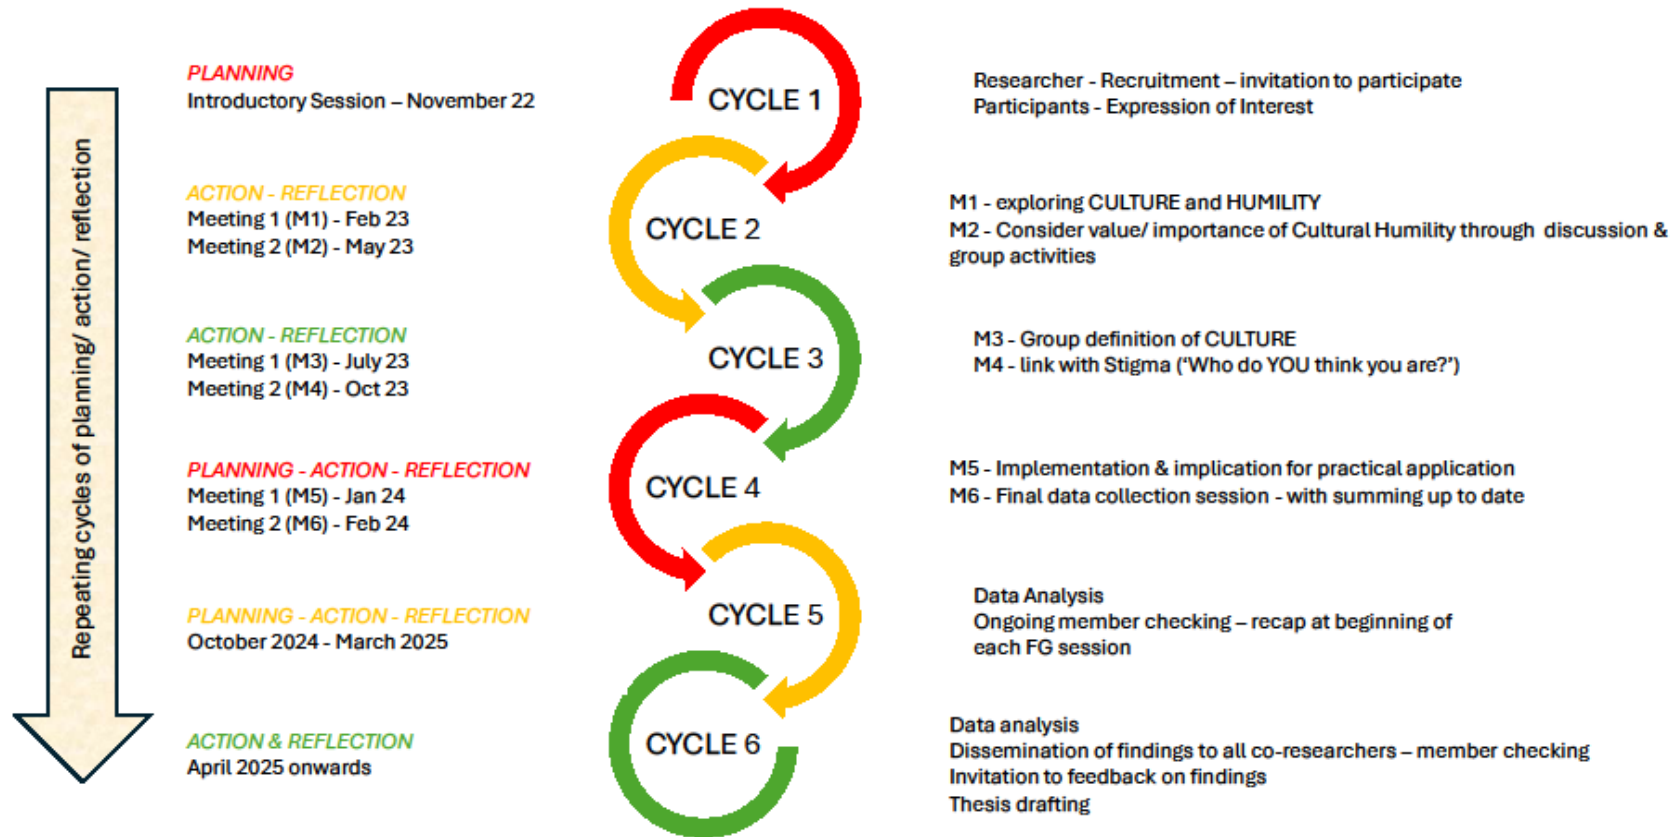 Repeating cycles of planning/ action/ reflection
PLANNING
Introductory Session – November 22
CYCLE 1
Researcher - Recruitment – invitation to participate
Participants - Expression of Interest
ACTION - REFLECTION
Meeting 1 (M1) - Feb 23
Meeting 2 (M2) - May 23
CYCLE 2
M1 - exploring CULTURE and HUMILITY
M2 - Consider value/ importance of Cultural Humility through discussion &
group activities
ACTION - REFLECTION
Meeting 1 (M3) - July 23
Meeting 2 (M4) - Oct 23
CYCLE 3
M3 - Group definition of CULTURE
M4 - link with Stigma (‘Who do YOU think you are?’)
PLANNING - ACTION - REFLECTION
Meeting 1 (M5) - Jan 24
Meeting 2 (M6) - Feb 24
CYCLE 4
M5 - Implementation & implication for practical application
M6 - Final data collection session - with summing up to date
PLANNING - ACTION - REFLECTION
October 2024 - March 2025
CYCLE 5
Data Analysis
Ongoing member checking – recap at beginning of
each FG session
ACTION & REFLECTION
April 2025 onwards
CYCLE 6
Data analysis
Dissemination of findings to all co-researchers – member checking
Invitation to feedback on findings
Thesis drafting